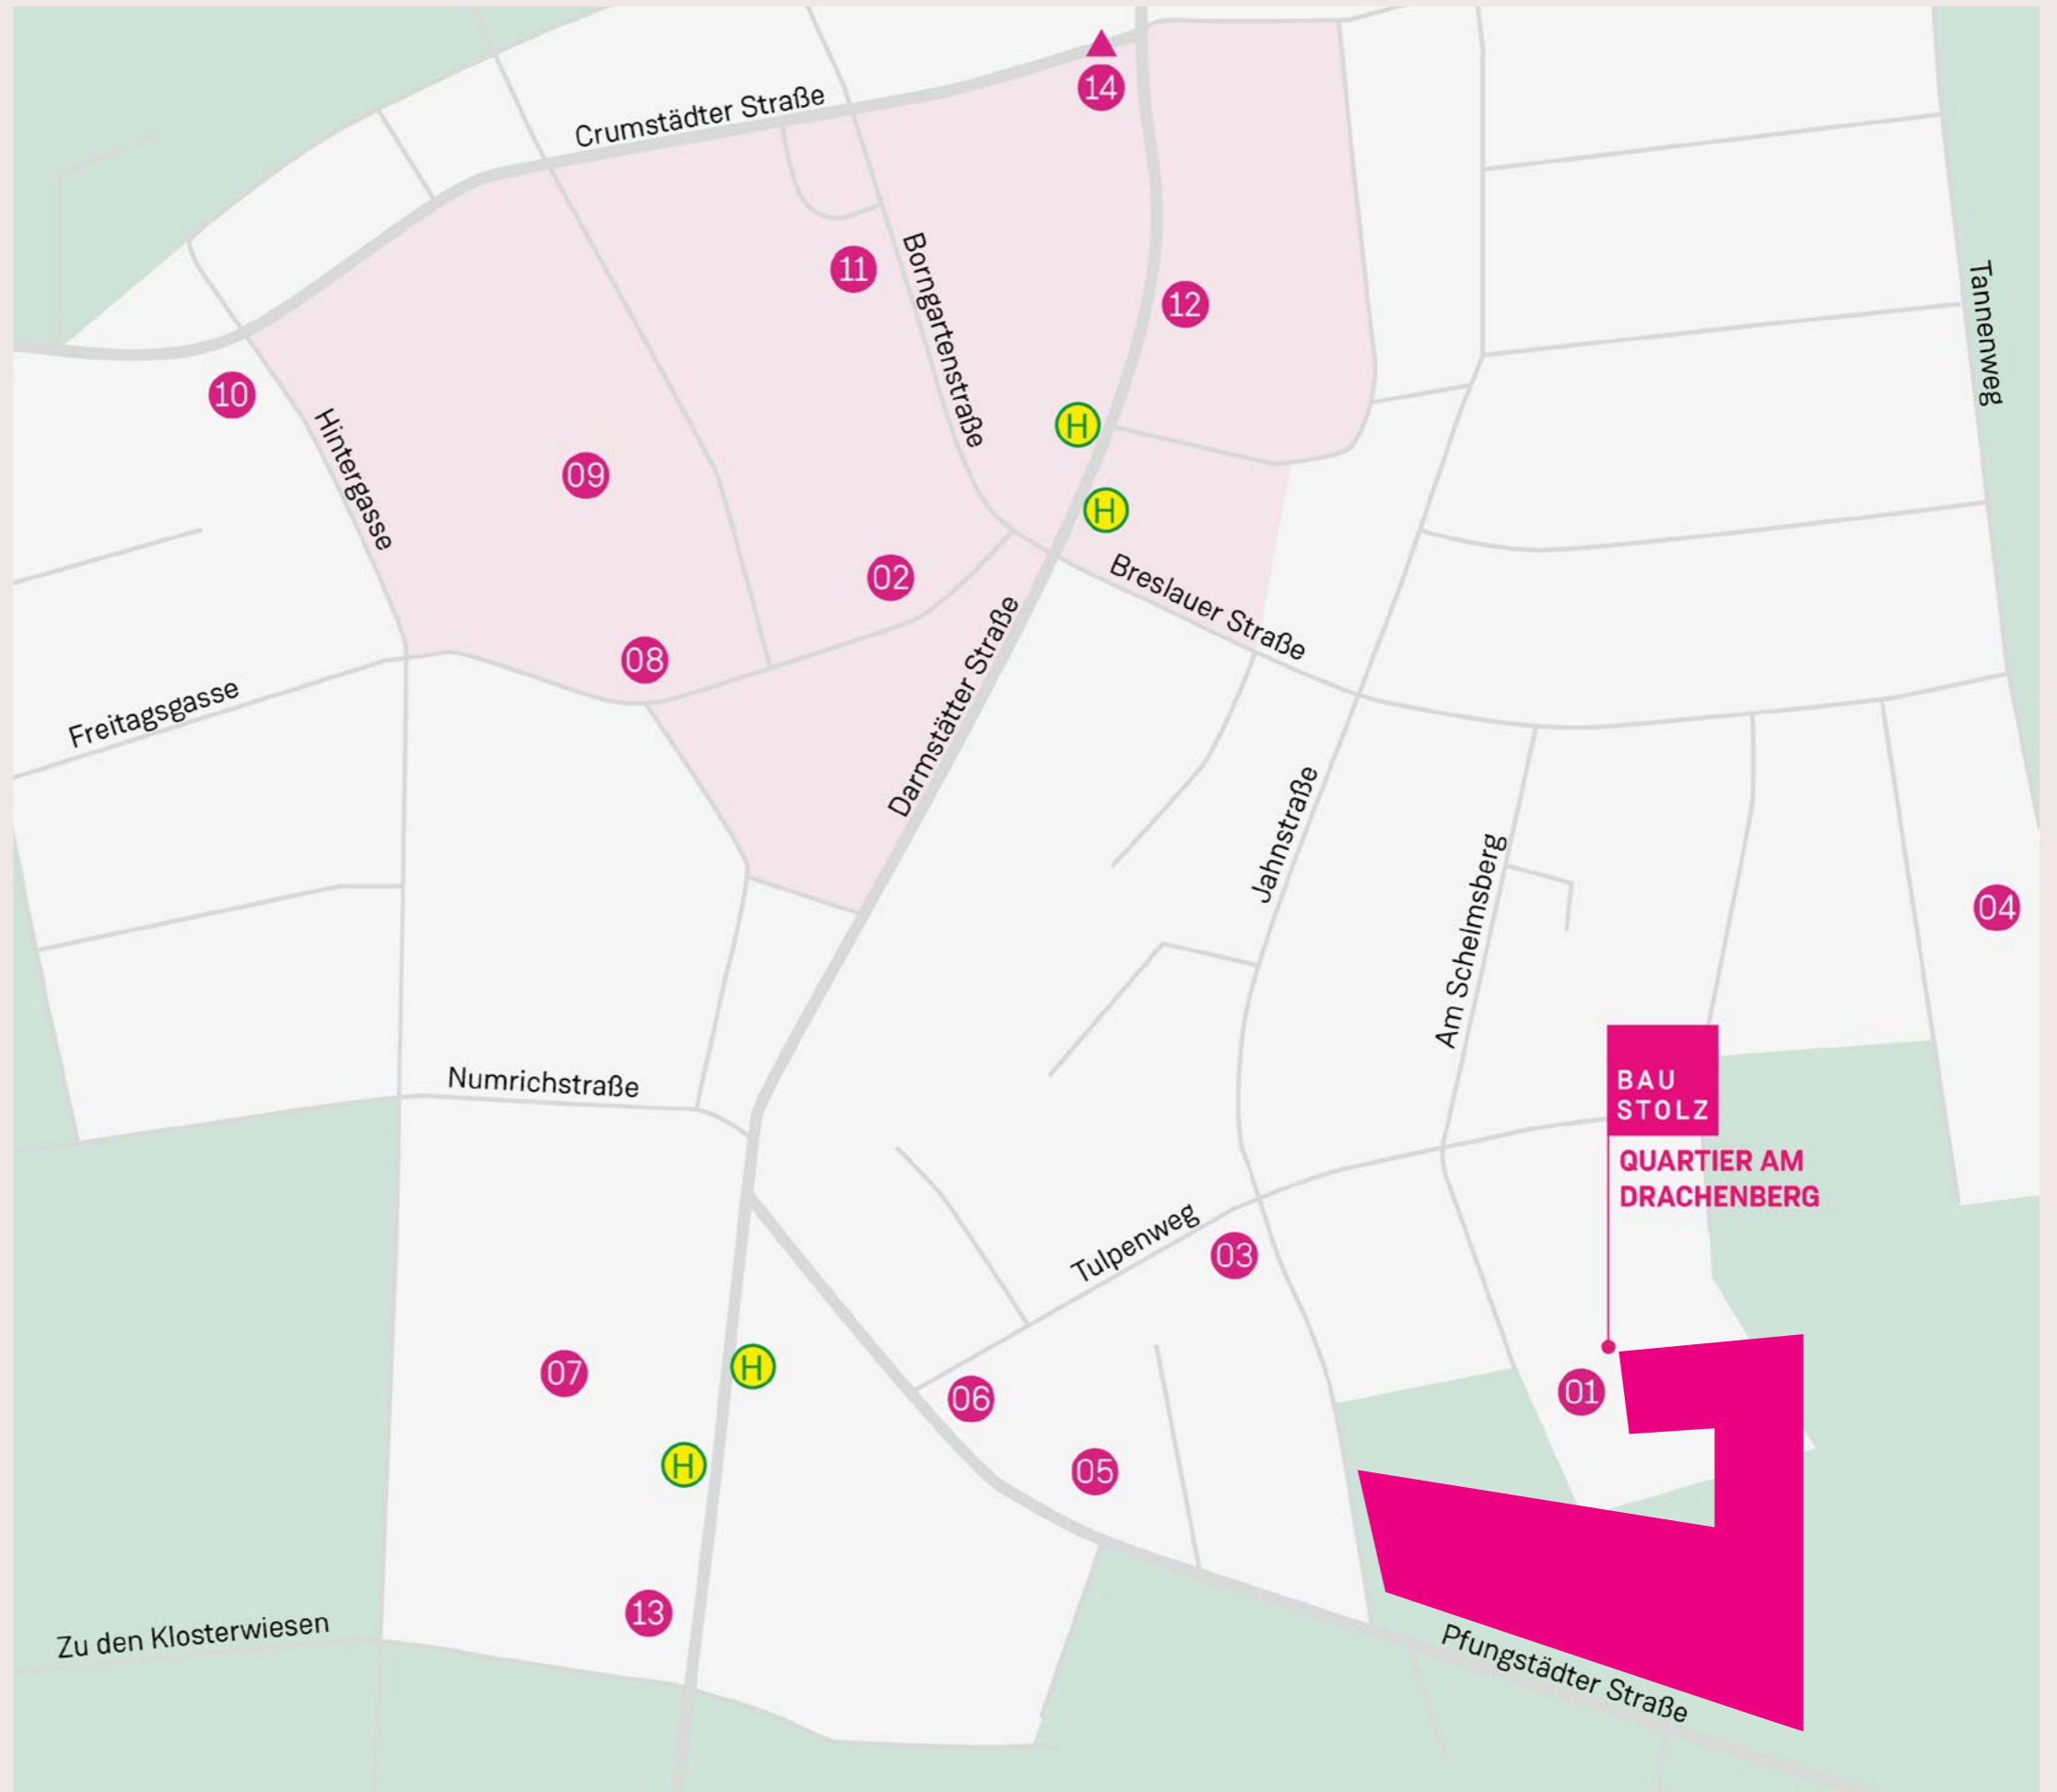 14
Crumstädter Straße
11
Borngartenstraße
12
Tannenweg
10
Hintergasse
H
09
H
02
Breslauer Straße
08
Freitagsgasse
Darmstätter Straße
Jahnstraße
Am Schelmsberg
04
Numrichstraße
BAU
STOLZ
QUARTIER AM
DRACHENBERG
Tulpenweg
03
07
H
06
01
H
05
13
Zu den Klosterwiesen
Pfungstädter Straße